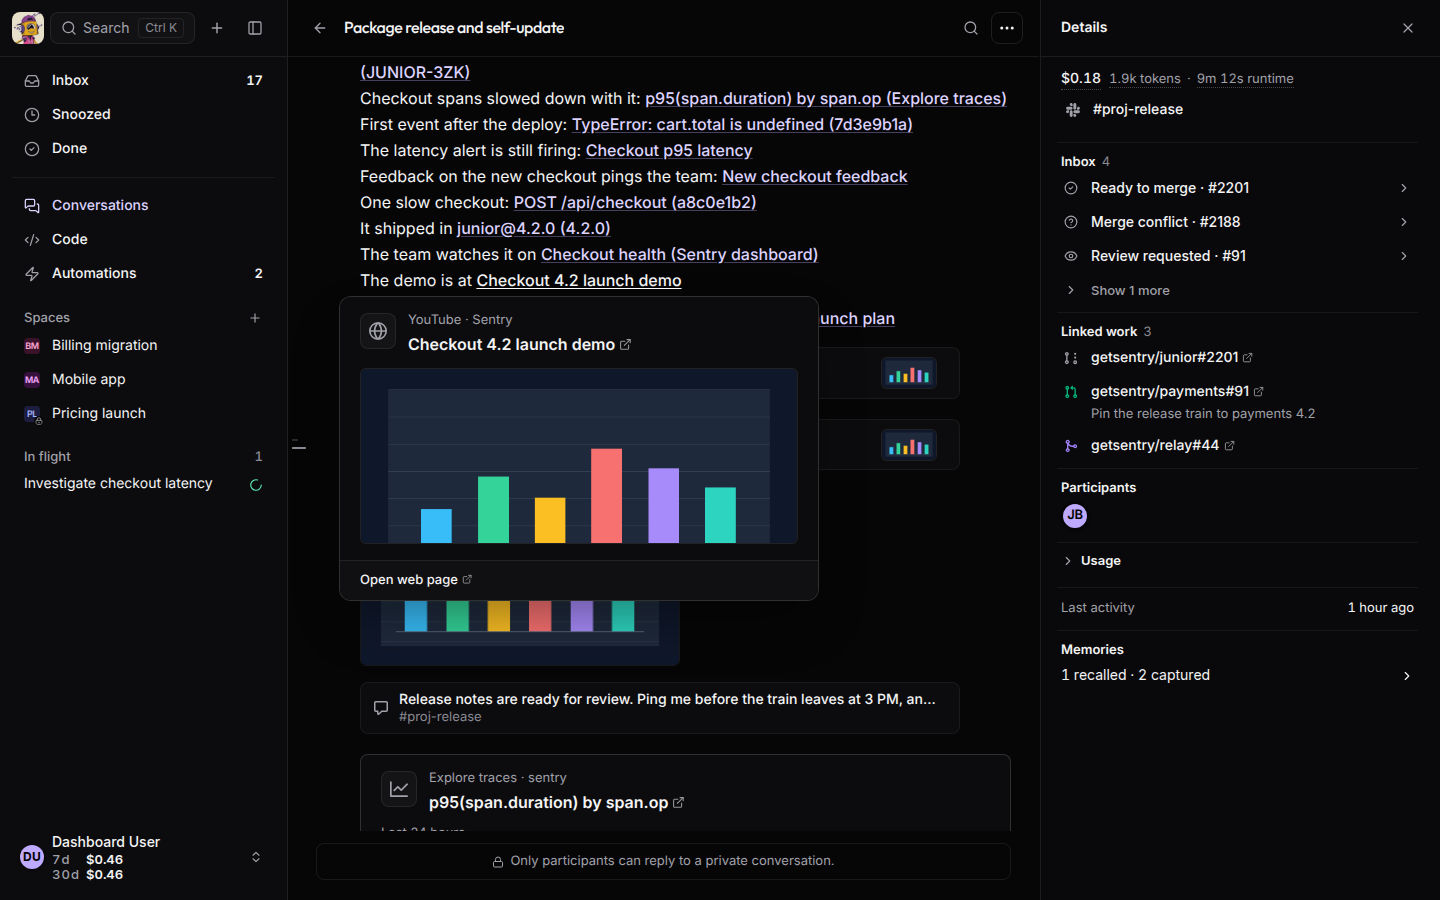 Search Ctrl K
Inbox 17
Snoozed
Done
Conversations
Code
Automations 2
Spaces
BM Billing migration
MA Mobile app
PL Pricing launch
In flight 1
Investigate checkout latency
DU Dashboard User
7d $0.46
30d $0.46
Package release and self-update
(JUNIOR-3ZK)
Checkout spans slowed down with it: p95(span.duration) by span.op (Explore traces)
First event after the deploy: TypeError: cart.total is undefined (7d3e9b1a)
The latency alert is still firing: Checkout p95 latency
Feedback on the new checkout pings the team: New checkout feedback
One slow checkout: POST /api/checkout (a8c0e1b2)
It shipped in junior@4.2.0 (4.2.0)
The team watches it on Checkout health (Sentry dashboard)
The demo is at Checkout 4.2 launch demo
unch plan
YouTube · Sentry
Checkout 4.2 launch demo
Open web page
Release notes are ready for review. Ping me before the train leaves at 3 PM, an...
#proj-release
Explore traces · sentry
p95(span.duration) by span.op
Last 24 hours
Only participants can reply to a private conversation.
Details
$0.18 1.9k tokens · 9m 12s runtime
#proj-release
Inbox 4
Ready to merge · #2201
Merge conflict · #2188
Review requested · #91
Show 1 more
Linked work 3
getsentry/junior#2201
getsentry/payments#91
Pin the release train to payments 4.2
getsentry/relay#44
Participants
JB
Usage
Last activity 1 hour ago
Memories
1 recalled · 2 captured